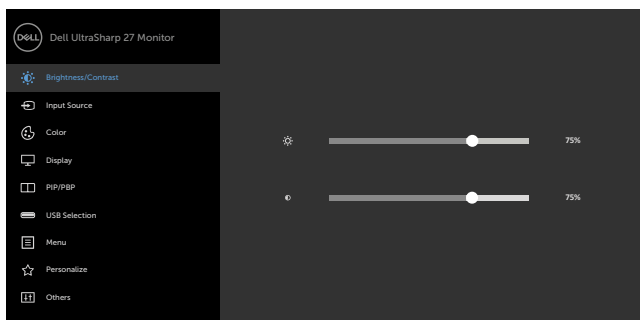 DELL
Dell UltraSharp 27 Monitor
Brightness/Contrast
Input Source
Color
Display
PIP/PBP
USB Selection
Menu
Personalize
Others
75%
75%